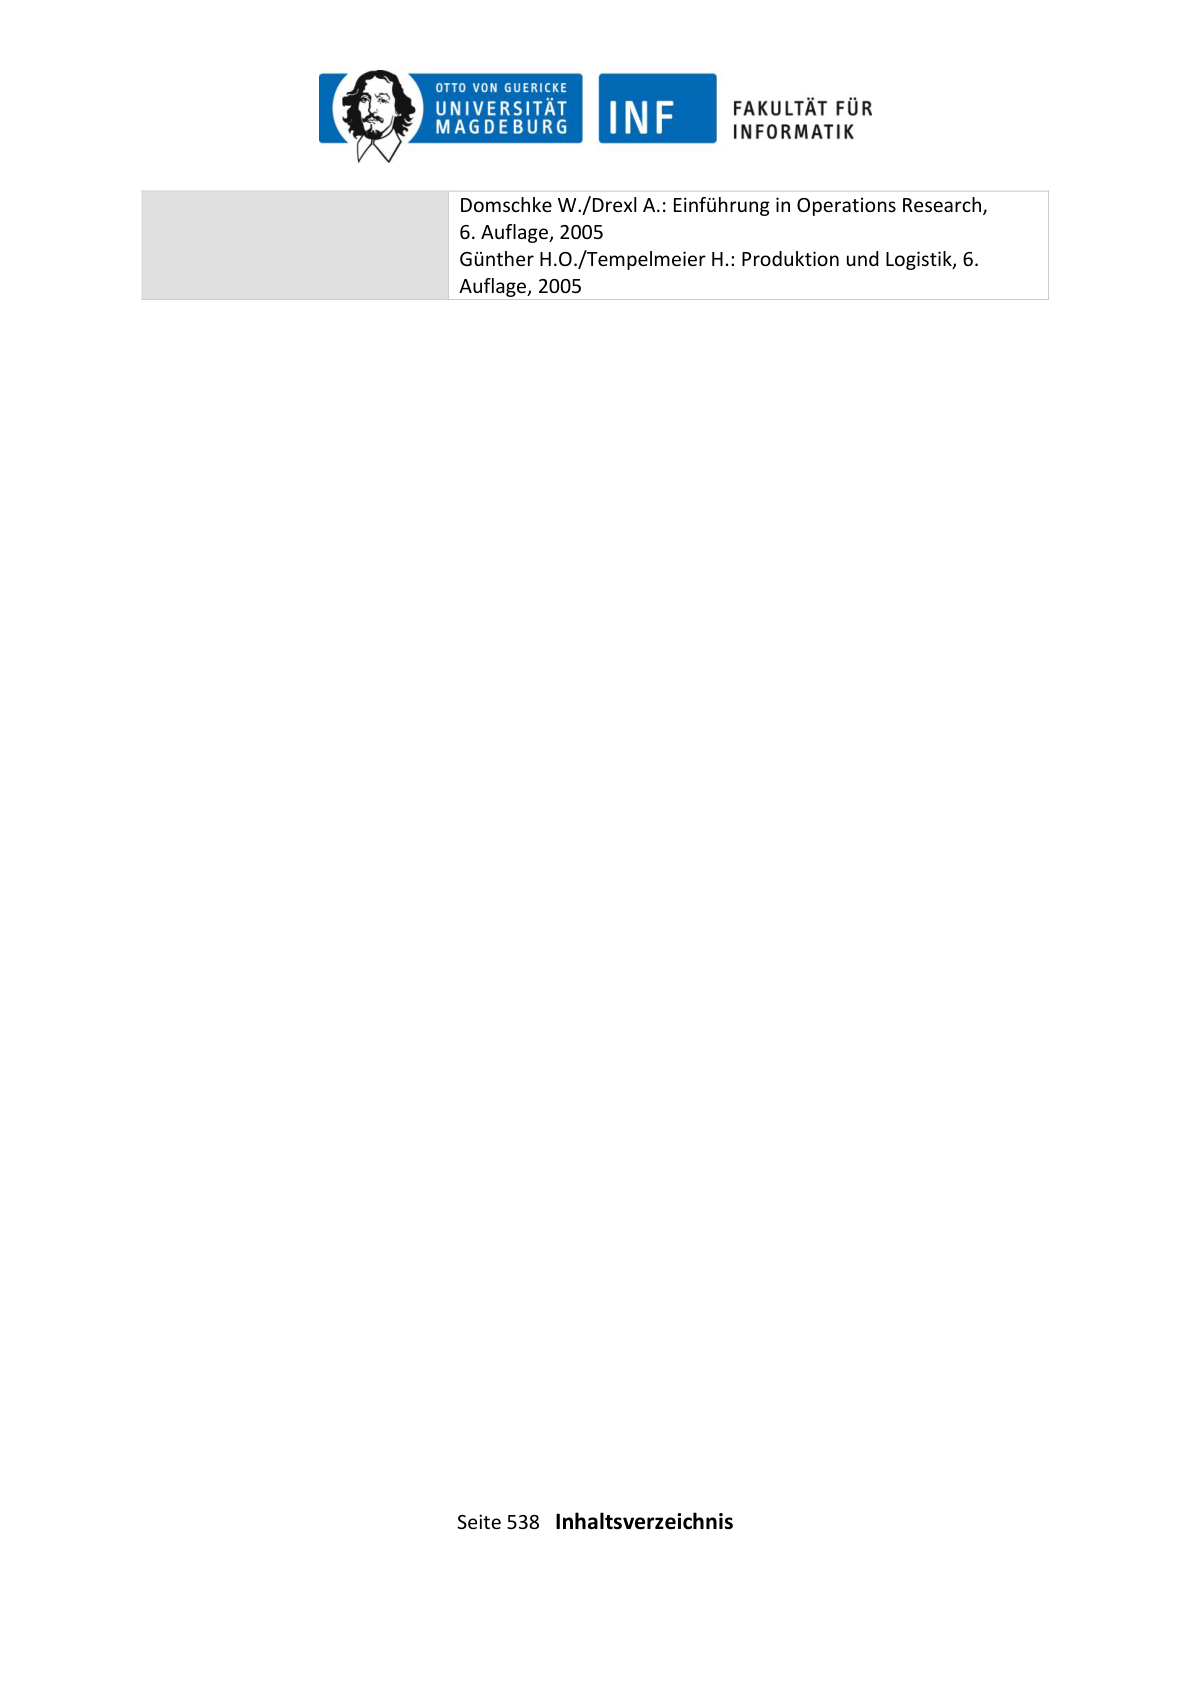 OTTO VON GUERICKE
UNIVERSITÄT
MAGDEBURG
INF
FAKULTÄT FÜR
INFORMATIK
Domschke W./Drexl A.: Einführung in Operations Research,
6. Auflage, 2005
Günther H.O./Tempelmeier H.: Produktion und Logistik, 6.
Auflage, 2005
Seite 538 Inhaltsverzeichnis